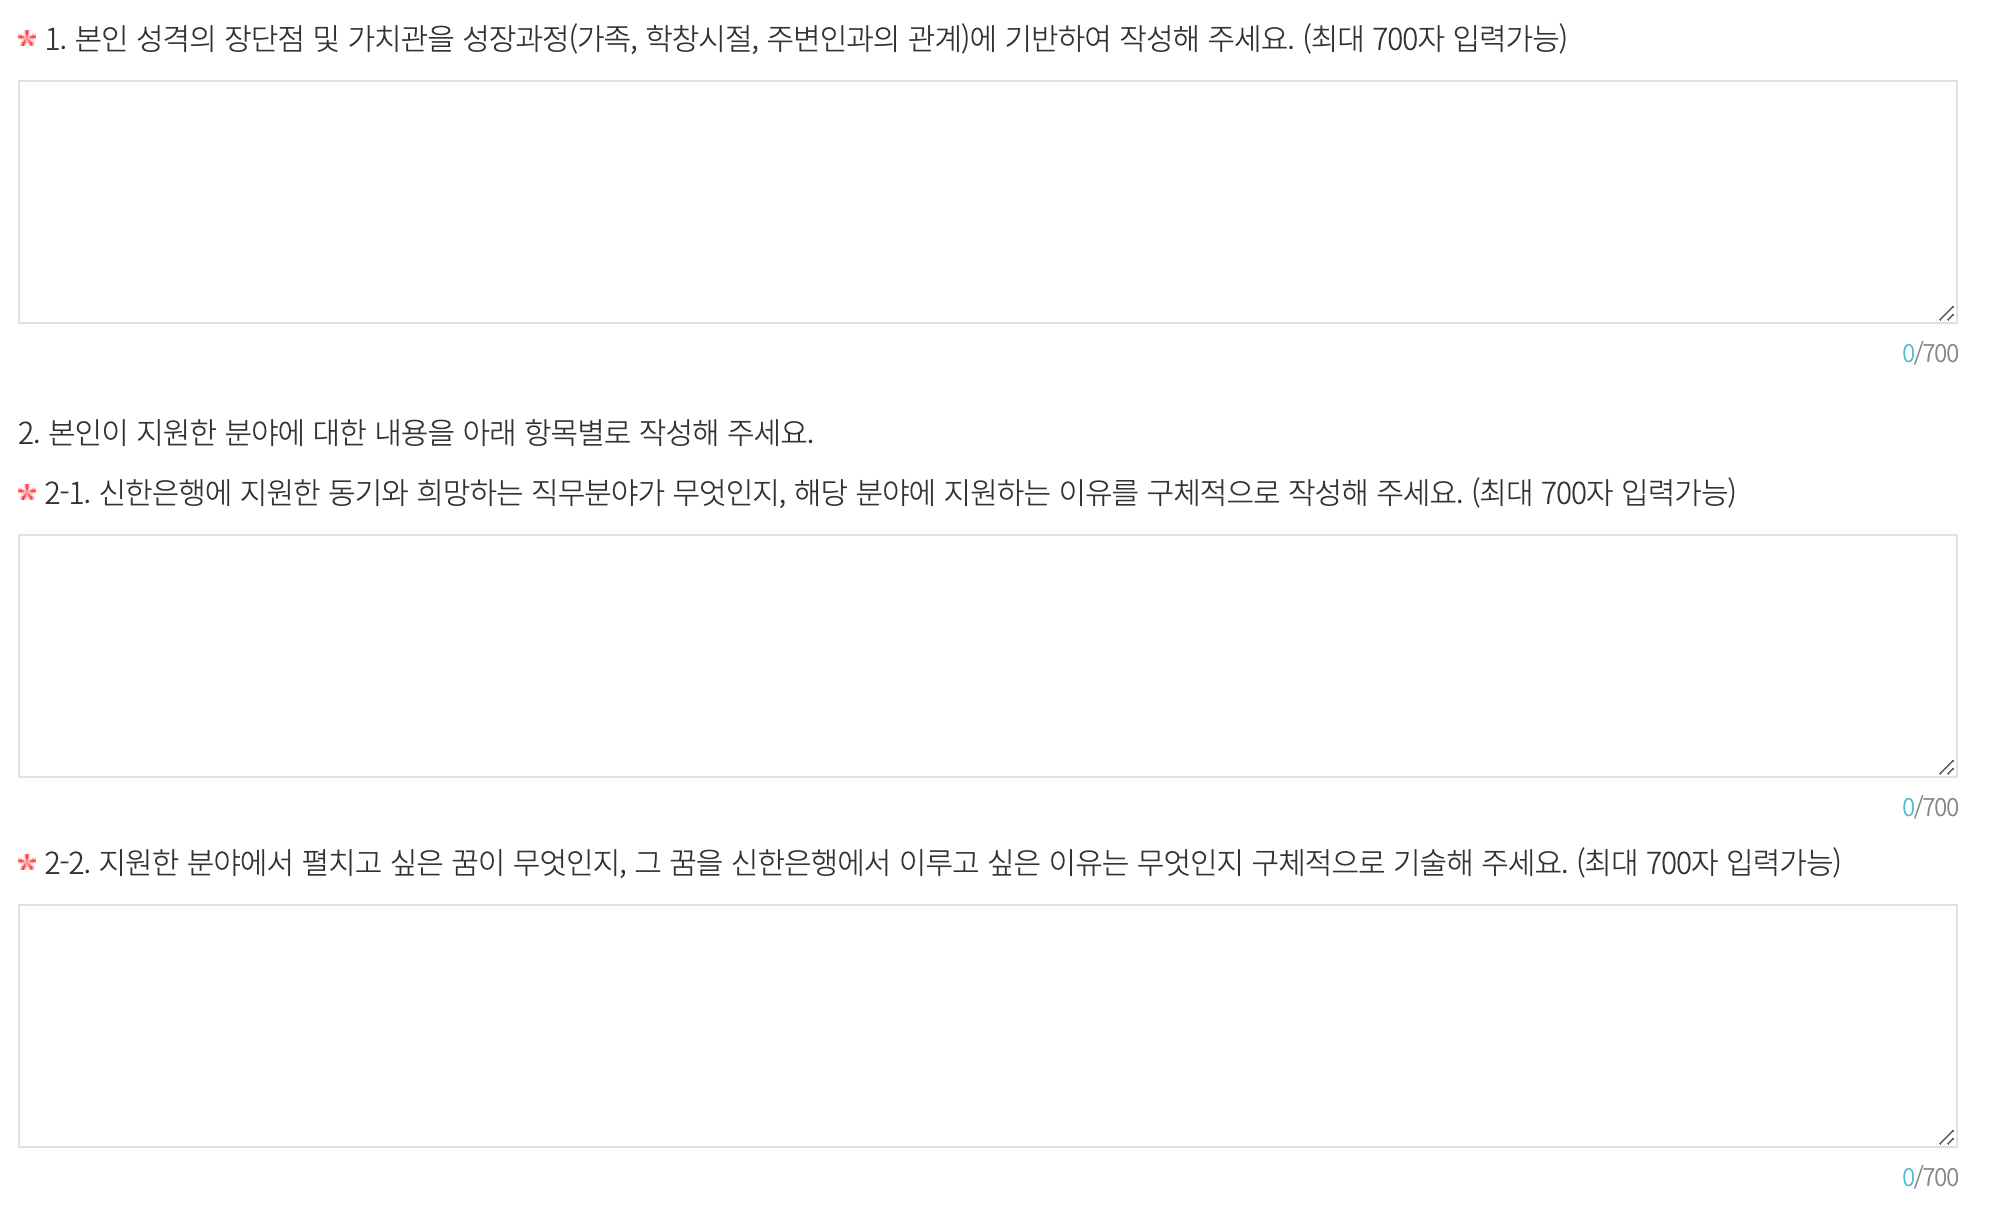 * 1. 본인 성격의 장단점 및 가치관을 성장과정(가족, 학창시절, 주변인과의 관계)에 기반하여 작성해 주세요. (최대 700자 입력가능)
0/700
2. 본인이 지원한 분야에 대한 내용을 아래 항목별로 작성해 주세요.
* 2-1. 신한은행에 지원한 동기와 희망하는 직무분야가 무엇인지, 해당 분야에 지원하는 이유를 구체적으로 작성해 주세요. (최대 700자 입력가능)
0/700
* 2-2. 지원한 분야에서 펼치고 싶은 꿈이 무엇인지, 그 꿈을 신한은행에서 이루고 싶은 이유는 무엇인지 구체적으로 기술해 주세요. (최대 700자 입력가능)
0/700